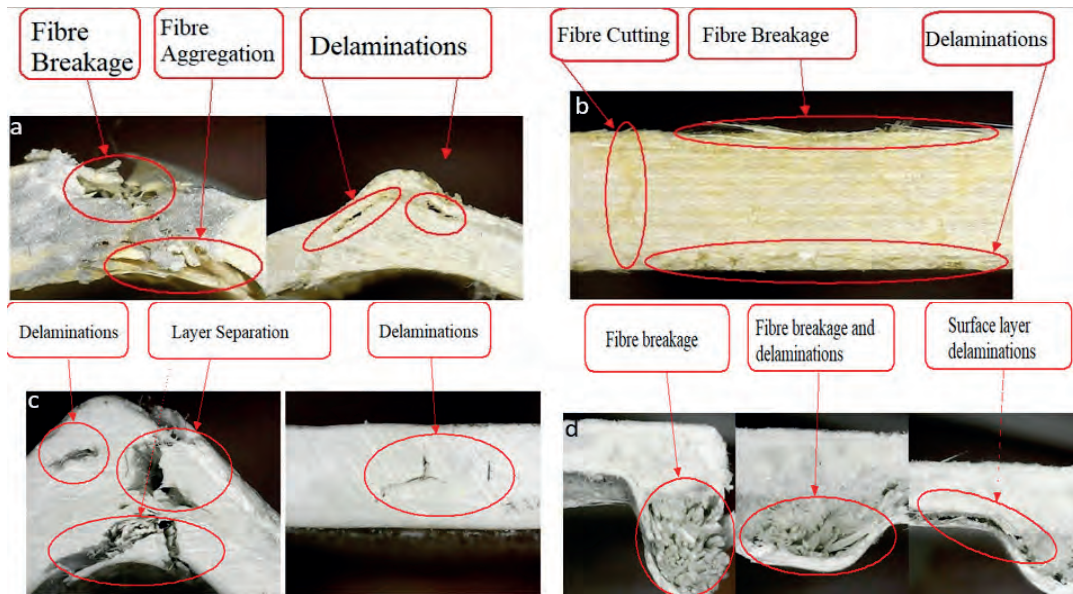 Fibre
Breakage
Fibre
Aggregation
Delaminations
Fibre Cutting
Fibre Breakage
Delaminations
a
b
Delaminations
Layer Separation
Delaminations
Fibre breakage
Fibre breakage and
delaminations
Surface layer
delaminations
c
d